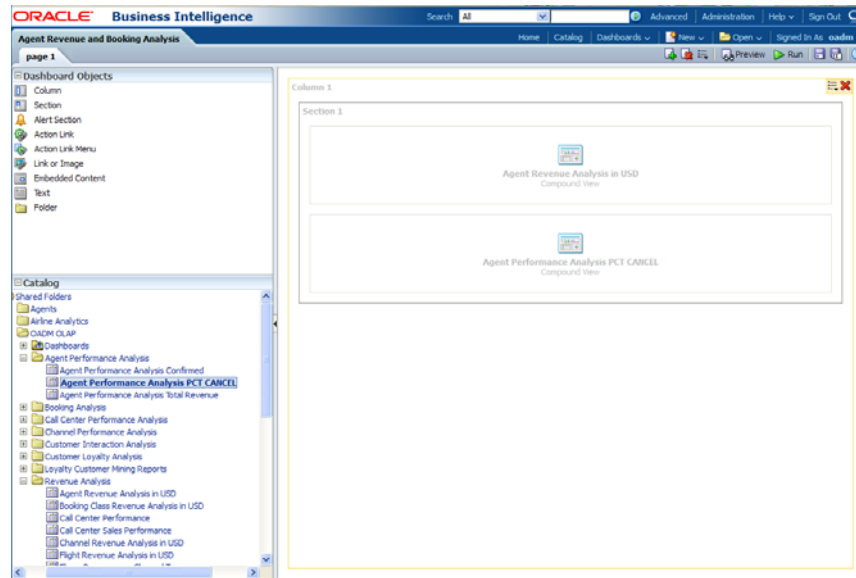 ORACLE Business Intelligence
Search All Advanced Administration Help Sign Out
Agent Revenue and Booking Analysis
Home Catalog Dashboards New Open Signed In As oadm
page 1
Preview Run
Dashboard Objects
Column
Section
Alert Section
Action Link
Action Link Menu
Link or Image
Embedded Content
Text
Folder
Catalog
Shared Folders
Agents
Airline Analytics
OADM OLAP
Dashboards
Agent Performance Analysis
Agent Performance Analysis Confirmed
Agent Performance Analysis PCT CANCEL
Agent Performance Analysis Total Revenue
Booking Analysis
Call Center Performance Analysis
Channel Performance Analysis
Customer Interaction Analysis
Customer Loyalty Analysis
Loyalty Customer Mining Reports
Revenue Analysis
Agent Revenue Analysis in USD
Booking Class Revenue Analysis in USD
Call Center Performance
Call Center Sales Performance
Channel Revenue Analysis in USD
Flight Revenue Analysis in USD
Column 1
Section 1
Agent Revenue Analysis in USD
Compound View
Agent Performance Analysis PCT CANCEL
Compound View